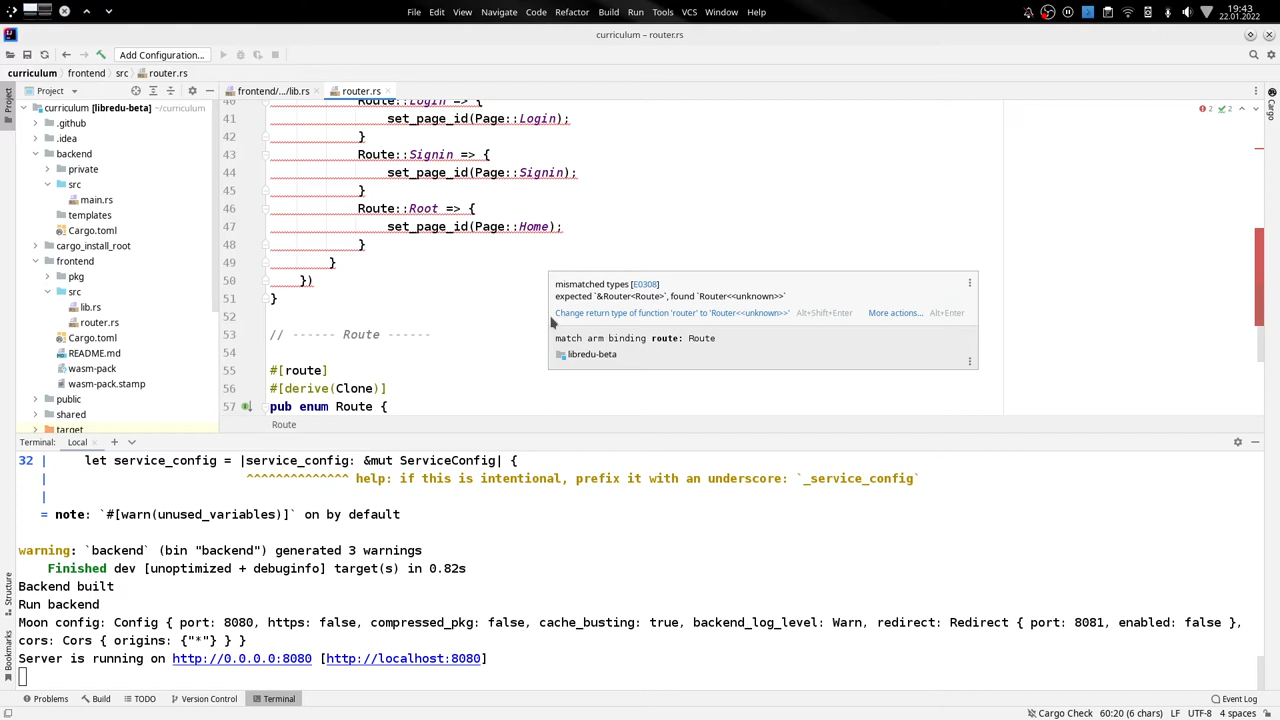 File Edit View Navigate Code Refactor Build Run Tools VCS Window Help
19:43
22.01.2022
curriculum – router.rs
Add Configuration...
curriculum frontend src router.rs
Project
frontend/.../lib.rs router.rs
curriculum [libredu-beta] ~/curriculum
.github
.idea
backend
private
src
main.rs
templates
Cargo.toml
cargo_install_root
frontend
pkg
src
lib.rs
router.rs
Cargo.toml
README.md
wasm-pack
wasm-pack.stamp
public
shared
target
Project
Structure
Bookmarks
Cargo
2 2
40 Route::Login => {
41 set_page_id(Page::Login);
42 }
43 Route::Signin => {
44 set_page_id(Page::Signin);
45 }
46 Route::Root => {
47 set_page_id(Page::Home);
48 }
49 }
50 })
51 }
52
53 // ------ Route ------
54
55 #[route]
56 #[derive(Clone)]
57 pub enum Route {
Route
mismatched types [E0308]
expected `&Router<Route>`, found `Router<<unknown>>`
Change return type of function 'router' to 'Router<<unknown>>' Alt+Shift+Enter More actions... Alt+Enter
match arm binding route: Route
libredu-beta
Terminal: Local
32 | let service_config = |service_config: &mut ServiceConfig| {
| ^^^^^^^^^^^^^^ help: if this is intentional, prefix it with an underscore: `_service_config`
|
= note: `#[warn(unused_variables)]` on by default
warning: `backend` (bin "backend") generated 3 warnings
Finished dev [unoptimized + debuginfo] target(s) in 0.82s
Backend built
Run backend
Moon config: Config { port: 8080, https: false, compressed_pkg: false, cache_busting: true, backend_log_level: Warn, redirect: Redirect { port: 8081, enabled: false },
cors: Cors { origins: {"*"} } }
Server is running on http://0.0.0.0:8080 [http://localhost:8080]
Problems Build TODO Version Control Terminal Event Log
Cargo Check 60:20 (6 chars) LF UTF-8 4 spaces